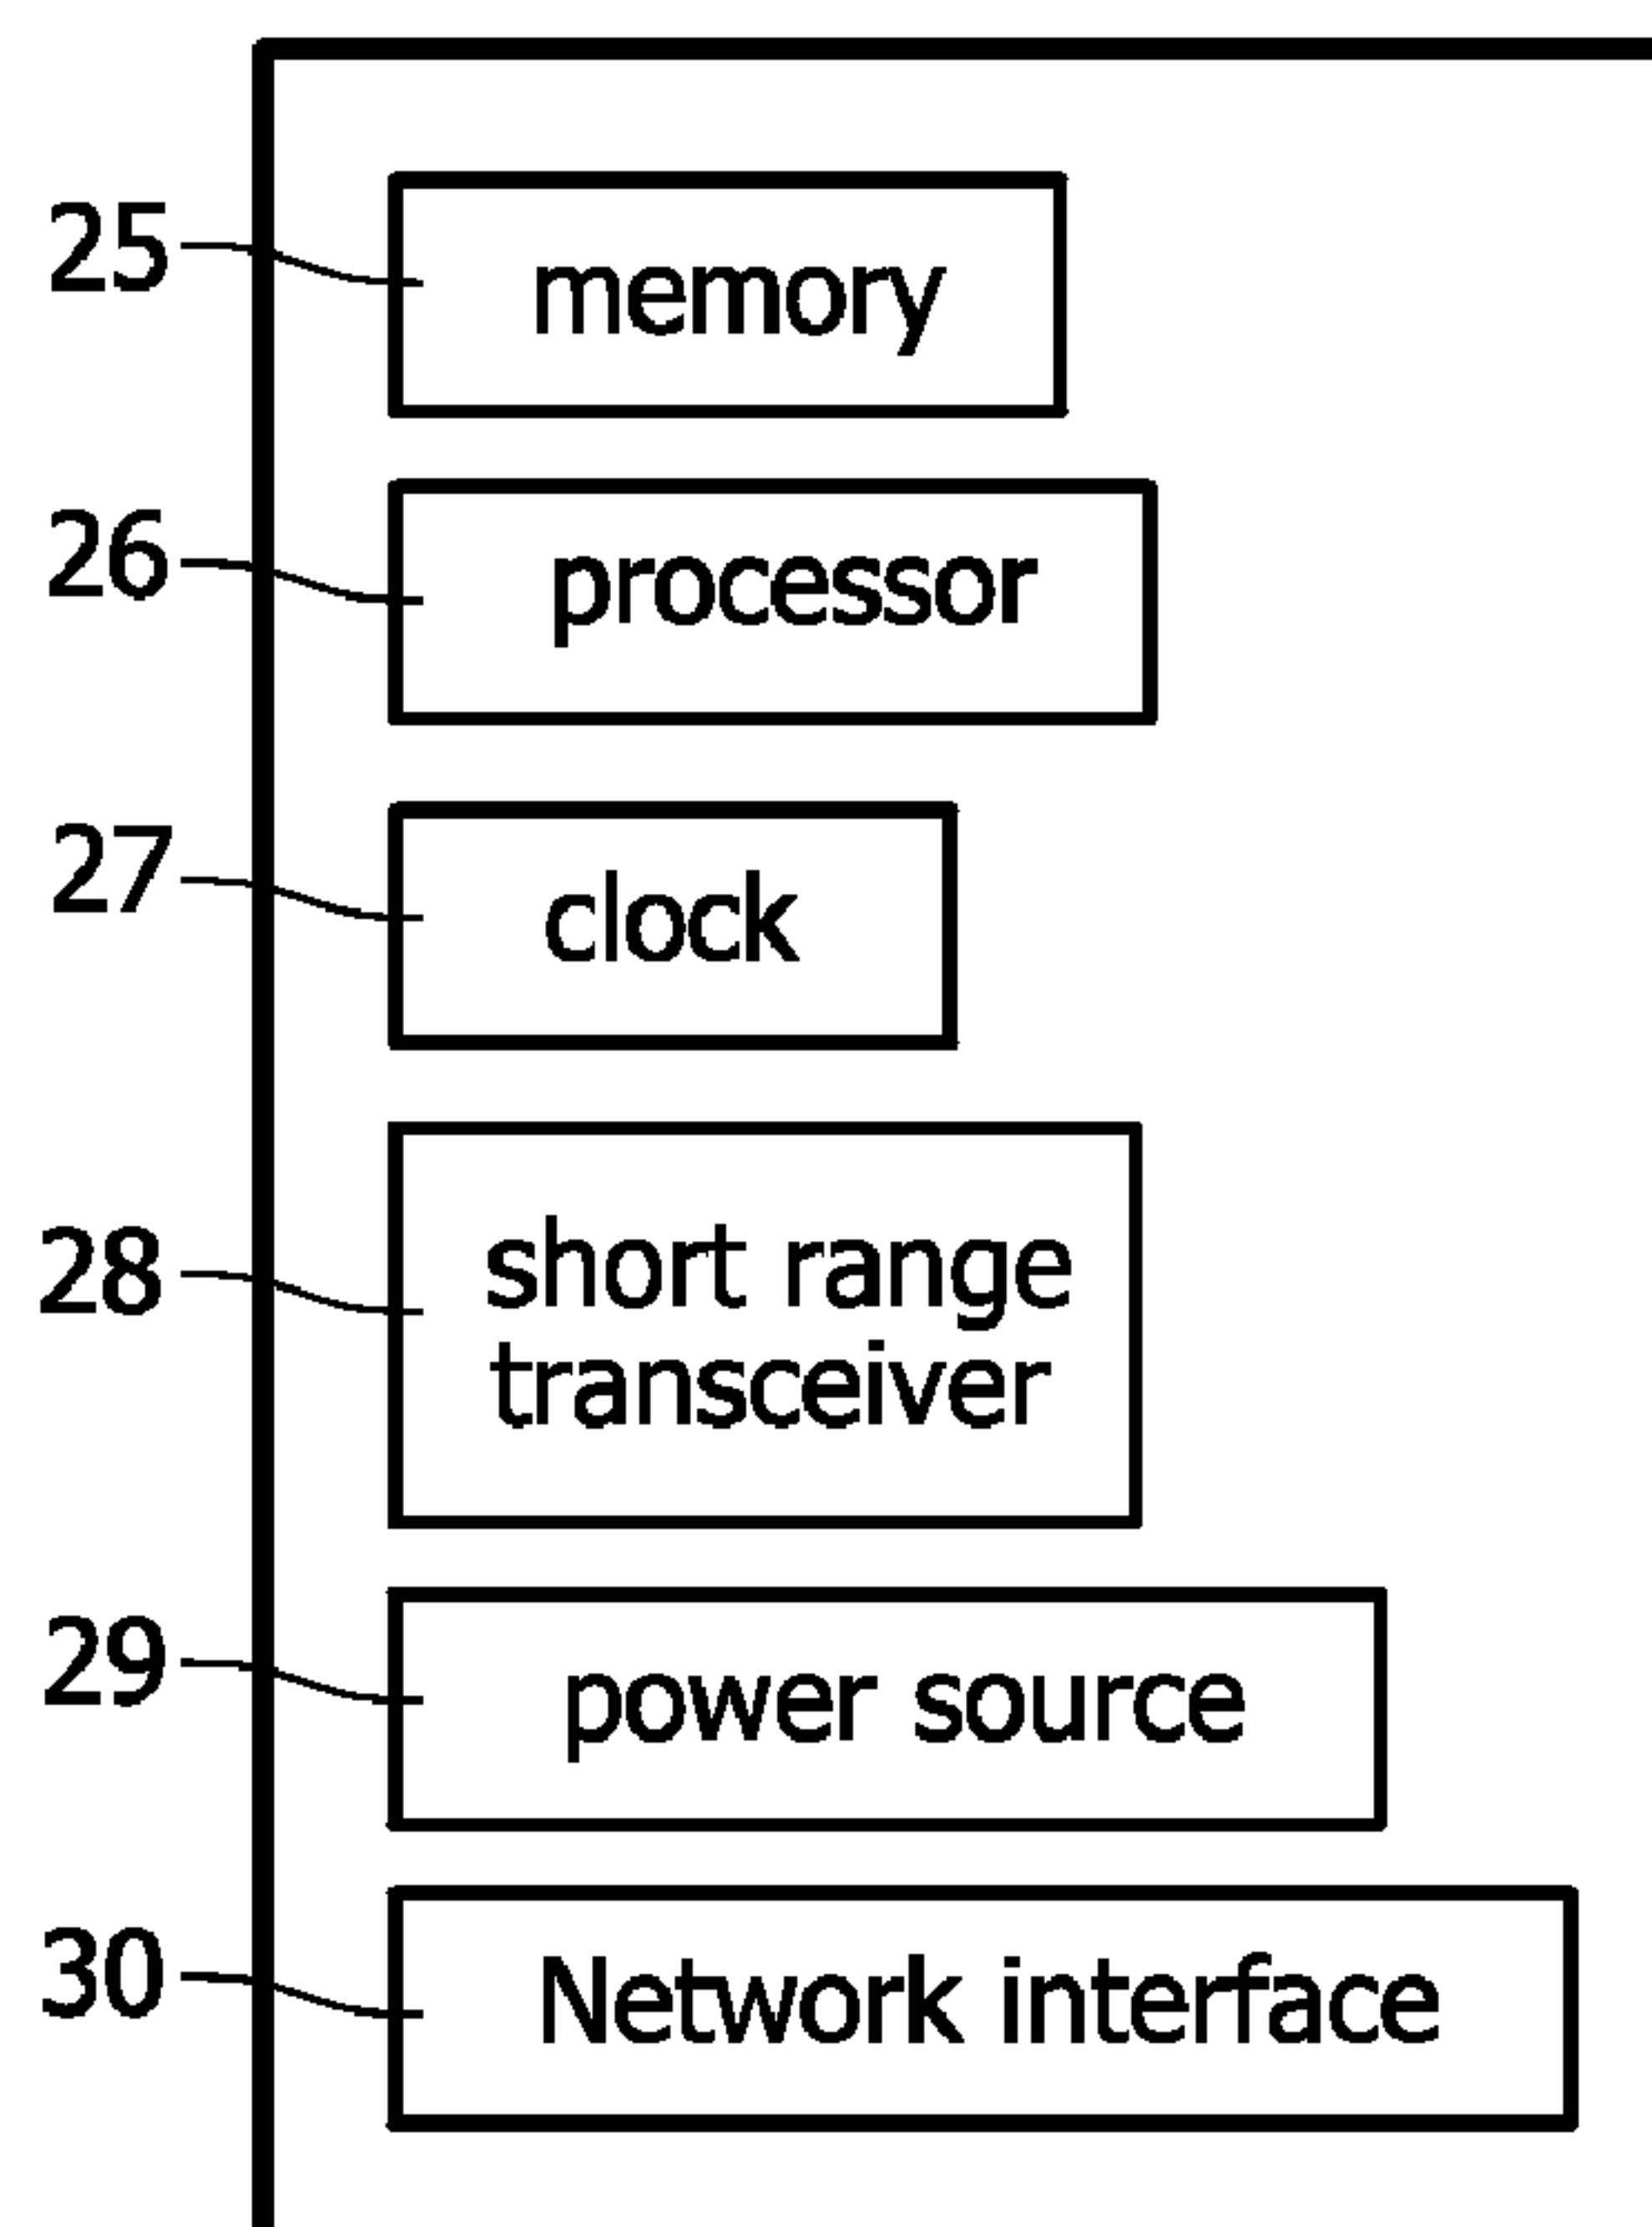 25 memory
26 processor
27 clock
28 short range
transceiver
29 power source
30 Network interface